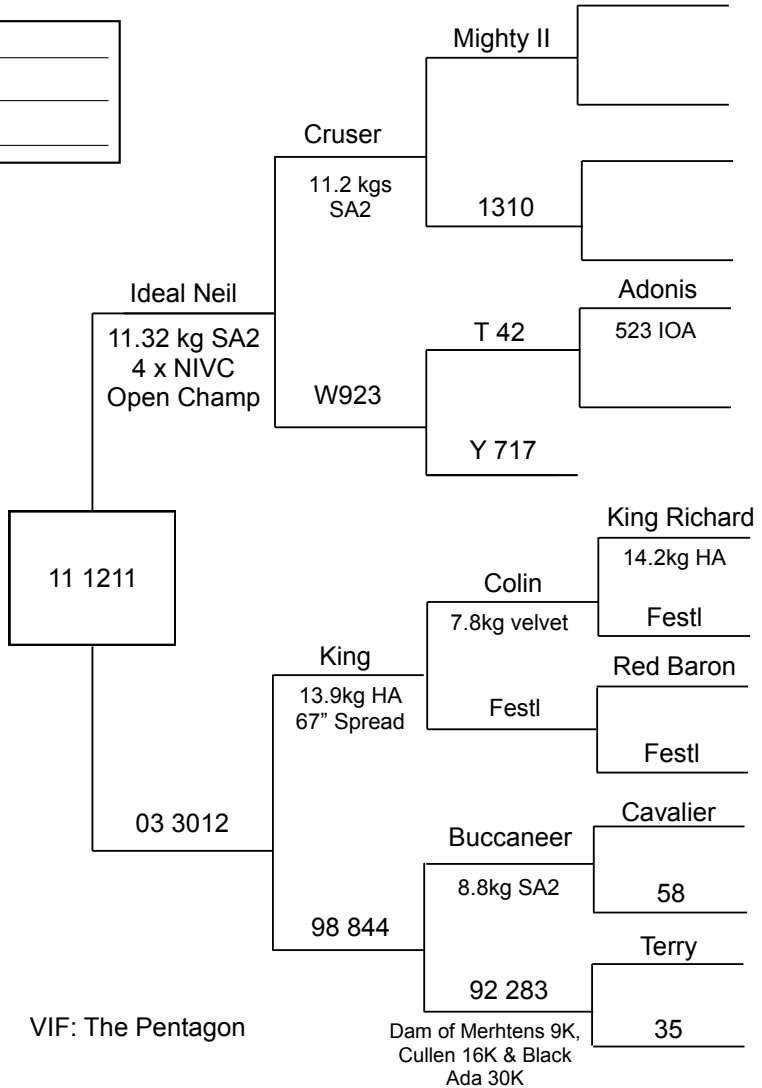 Mighty II
Cruser
11.2 kgs
SA2
1310
Ideal Neil
11.32 kg SA2
4 x NIVC
Open Champ
Adonis
523 IOA
T 42
W923
Y 717
11 1211
King Richard
14.2kg HA
Colin
7.8kg velvet
Festl
King
13.9kg HA
67” Spread
Red Baron
Festl
Festl
03 3012
Cavalier
Buccaneer
8.8kg SA2
58
98 844
Terry
92 283
35
Dam of Merhtens 9K,
Cullen 16K & Black
Ada 30K
VIF: The Pentagon